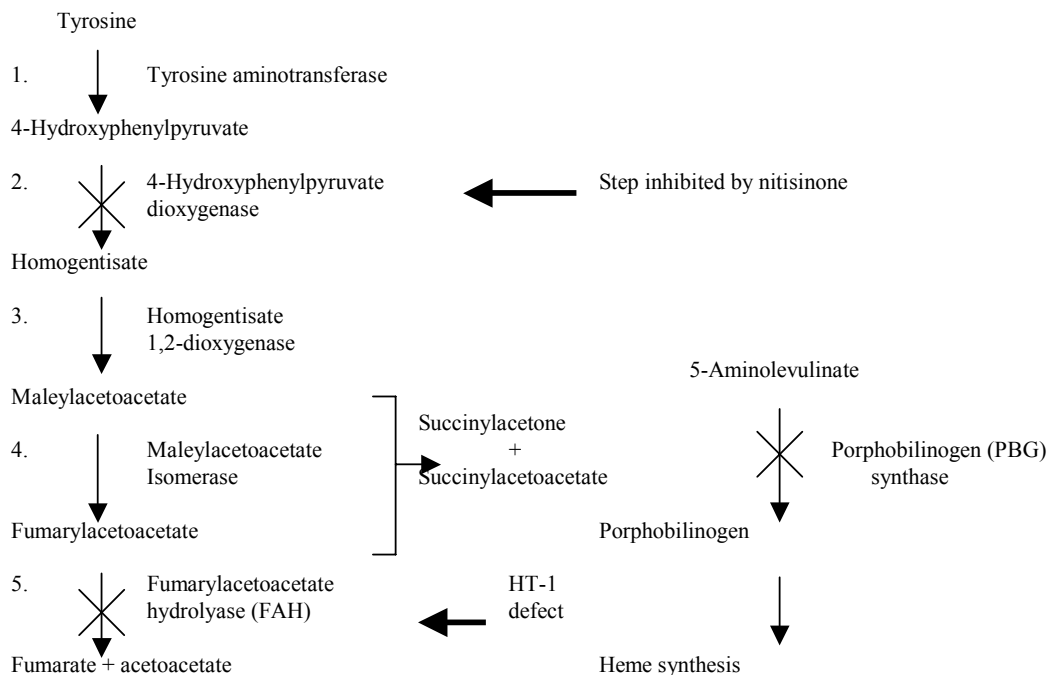 Tyrosine
1. Tyrosine aminotransferase
4-Hydroxyphenylpyruvate
2. 4-Hydroxyphenylpyruvate
dioxygenase
Step inhibited by nitisinone
Homogentisate
3. Homogentisate
1,2-dioxygenase
5-Aminolevulinate
Maleylacetoacetate
Succinylacetone
+
Succinylacetoacetate
4. Maleylacetoacetate
Isomerase
Porphobilinogen (PBG)
synthase
Fumarylacetoacetate
Porphobilinogen
5. Fumarylacetoacetate
hydrolyase (FAH)
HT-1
defect
Fumarate + acetoacetate
Heme synthesis